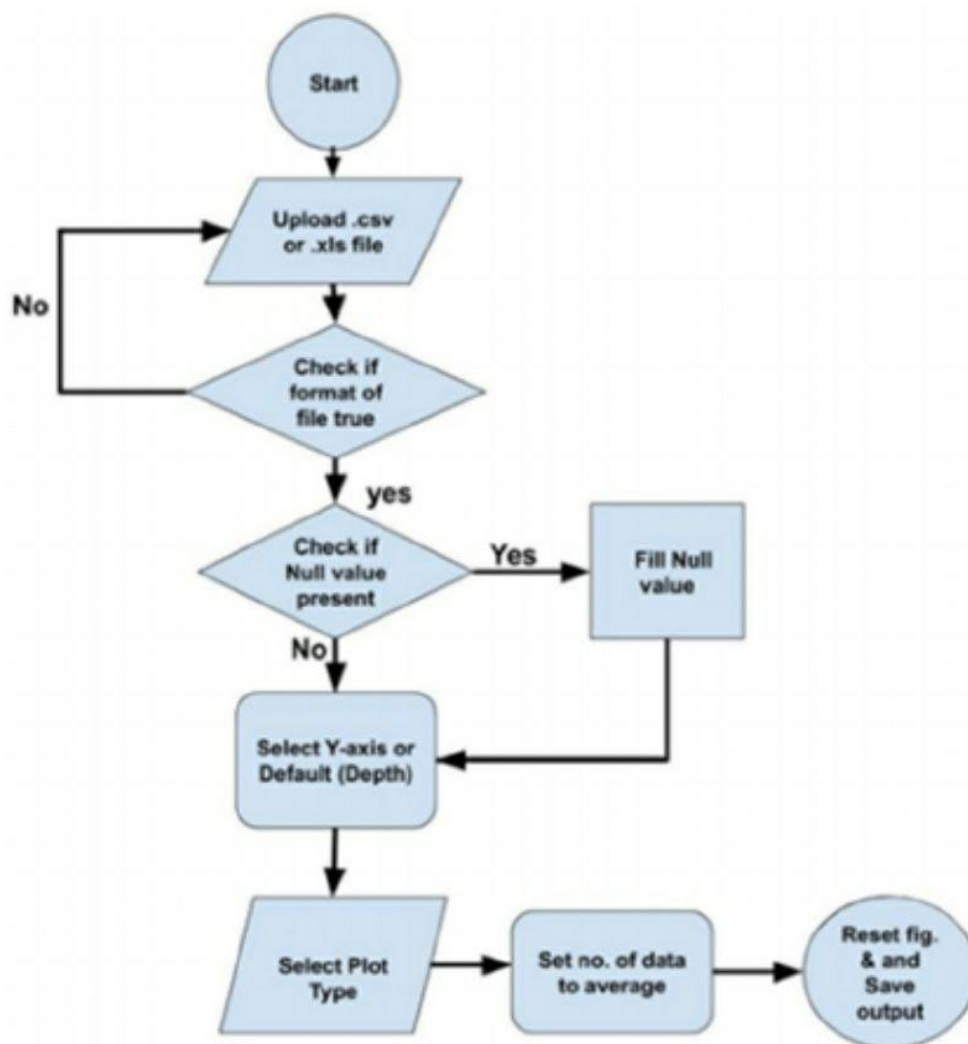 Start
Upload .csv
or .xls file
No
Check if
format of
file true
yes
Check if
Null value
present
Yes
Fill Null
value
No
Select Y-axis or
Default (Depth)
Select Plot
Type
Set no. of data
to average
Reset fig.
& and
Save
output